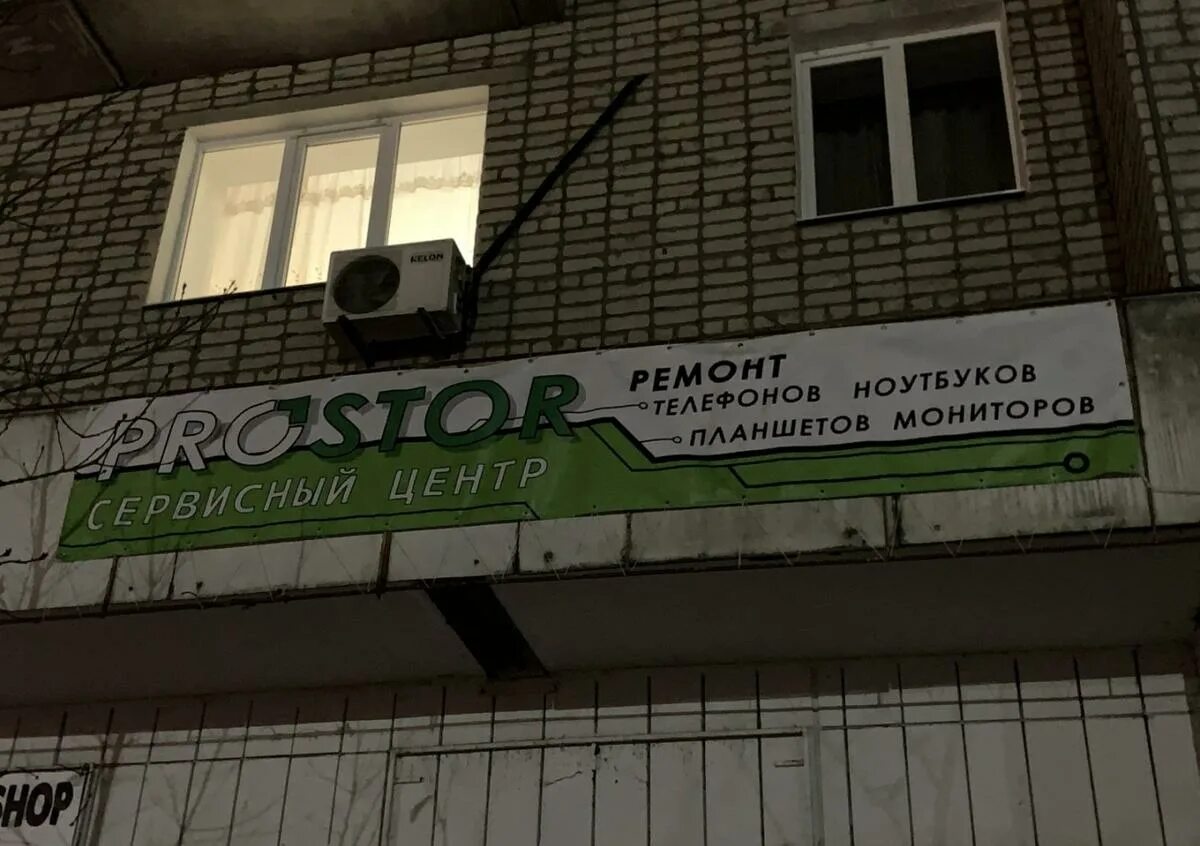 KELON
PROSTOR
СЕРВИСНЫЙ ЦЕНТР
РЕМОНТ
ТЕЛЕФОНОВ НОУТБУКОВ
ПЛАНШЕТОВ МОНИТОРОВ
SHOP